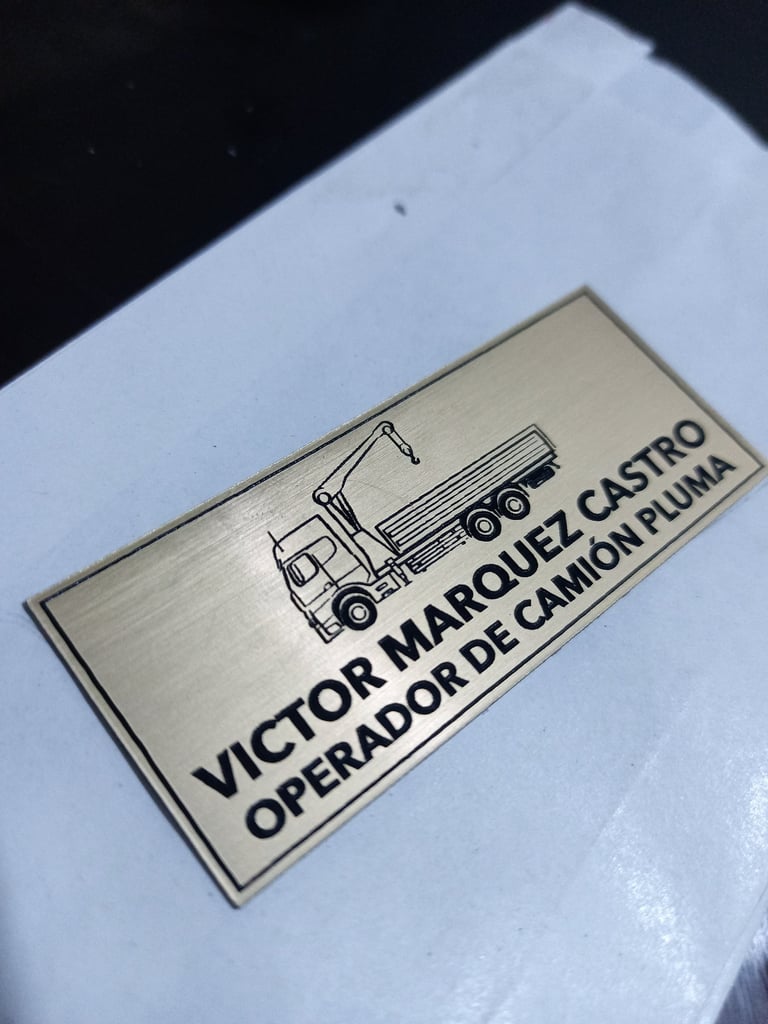 VICTOR MARQUEZ CASTRO
OPERADOR DE CAMIÓN PLUMA